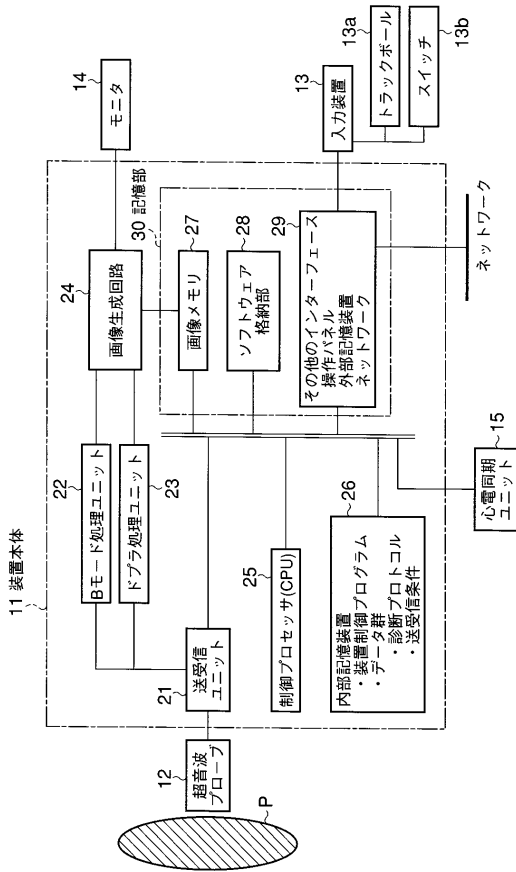 11 装置本体
P
12
超音波
プローブ
21
送受信
ユニット
22
Bモード処理ユニット
23
ドプラ処理ユニット
24
画像生成回路
14
モニタ
30 記憶部
27
画像メモリ
28
ソフトウェア
格納部
29
その他のインターフェース
操作パネル
外部記憶装置
ネットワーク
13
入力装置
13a
トラックボール
13b
スイッチ
ネットワーク
25
制御プロセッサ(CPU)
26
内部記憶装置
・装置制御プログラム
・データ群
・診断プロトコル
・送受信条件
15
心電同期
ユニット